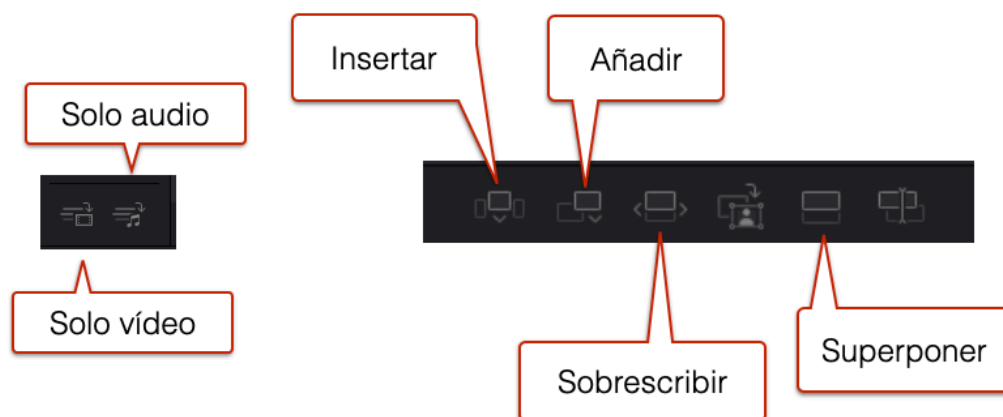 Insertar
Añadir
Solo audio
Solo vídeo
Sobrescribir
Superponer